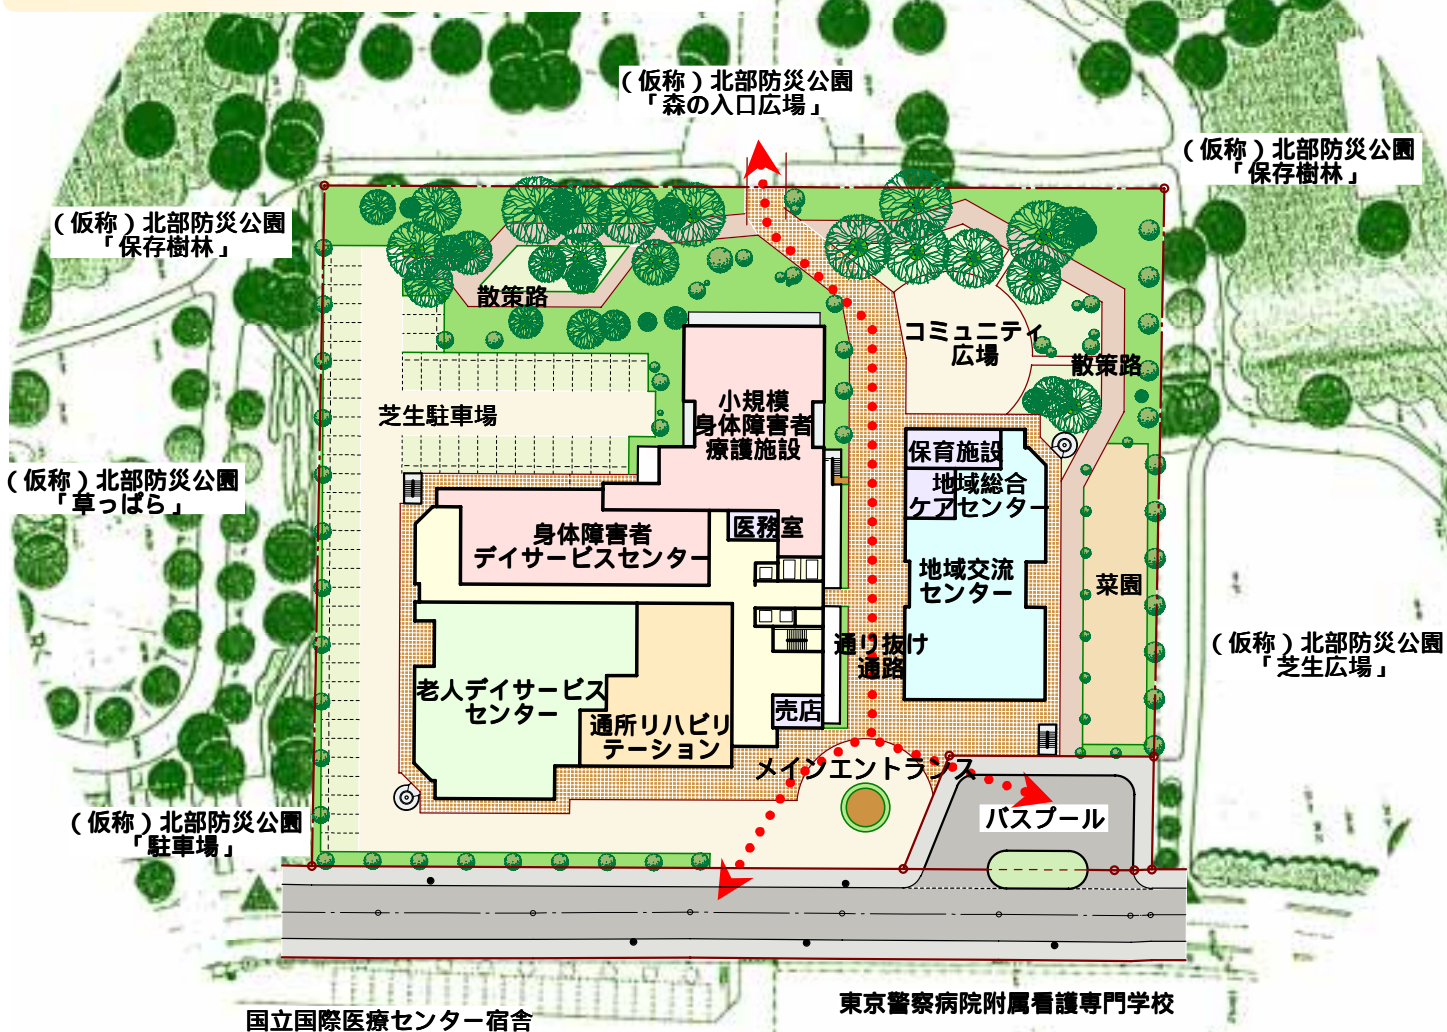 （仮称）北部防災公園
「森の入口広場」
（仮称）北部防災公園
「保存樹林」
（仮称）北部防災公園
「保存樹林」
散策路
コミュニティ
広場
散策路
芝生駐車場
小規模
身体障害者
療護施設
保育施設
地域総合
ケアセンター
（仮称）北部防災公園
「草っぱら」
身体障害者
デイサービスセンター
医務室
地域交流
センター
菜園
通り抜け
通路
（仮称）北部防災公園
「芝生広場」
老人デイサービス
センター
通所リハビリ
テーション
売店
メインエントランス
バスプール
（仮称）北部防災公園
「駐車場」
東京警察病院附属看護専門学校
国立国際医療センター宿舎